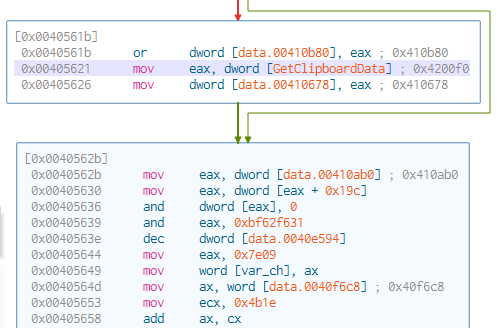 [0x0040561b]
0x0040561b or dword [data.00410b80], eax ; 0x410b80
0x00405621 mov eax, dword [GetClipboardData] ; 0x4200f0
0x00405626 mov dword [data.00410678], eax ; 0x410678
[0x0040562b]
0x0040562b mov eax, dword [data.00410ab0] ; 0x410ab0
0x00405630 mov eax, dword [eax + 0x19c]
0x00405636 and dword [eax], 0
0x00405639 and eax, 0xbf62f631
0x0040563e dec dword [data.0040e594]
0x00405644 mov eax, 0x7e09
0x00405649 mov word [var_ch], ax
0x0040564d mov ax, word [data.0040f6c8] ; 0x40f6c8
0x00405653 mov ecx, 0x4b1e
0x00405658 add ax, cx